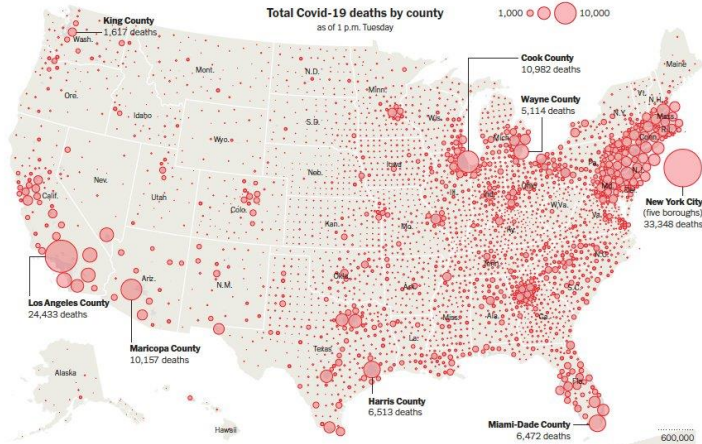 Total Covid-19 deaths by county
as of 1 p.m. Tuesday
1,000
10,000
King County
1,617 deaths
Wash.
Mont.
N.D.
Minn.
Cook County
10,982 deaths
Wayne County
5,114 deaths
Maine
Vt.
N.H.
Ore.
Idaho
S.D.
Wis.
Mich.
N.Y.
Mass.
R.I.
Conn.
Wyo.
Iowa
Pa.
N.J.
Neb.
Ohio
Md.
Nev.
Utah
Colo.
Ill.
Ind.
W.Va.
Va.
Calif.
Kan.
Mo.
Ky.
New York City
(five boroughs)
33,348 deaths
Ariz.
N.M.
Okla.
Ark.
Tenn.
N.C.
S.C.
Los Angeles County
24,433 deaths
Miss.
Ala.
Ga.
Maricopa County
10,157 deaths
Texas
La.
Alaska
Fla.
Harris County
6,513 deaths
Hawaii
Miami-Dade County
6,472 deaths
600,000